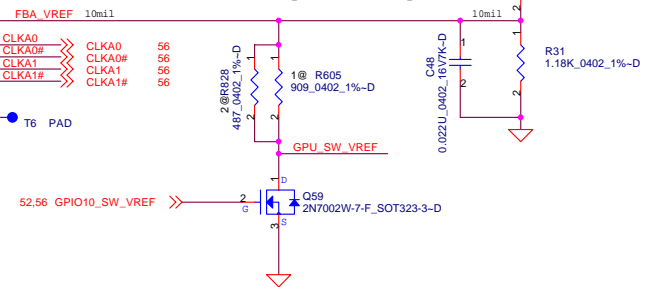 FBA_VREF 10mil
10mil
2
CLKA0 CLKA0 56
CLKA0# CLKA0# 56
CLKA1 CLKA1 56
CLKA1# CLKA1# 56
T6 PAD
2@R828
487_0402_1%~D
1
2
1@ R605
909_0402_1%~D
1
2
C48
0.022U_0402_16V7K~D
1
2
R31
1.18K_0402_1%~D
1
2
GPU_SW_VREF
52,56 GPIO10_SW_VREF
1 D
2 G
3 S
Q59
2N7002W-7-F_SOT323-3~D